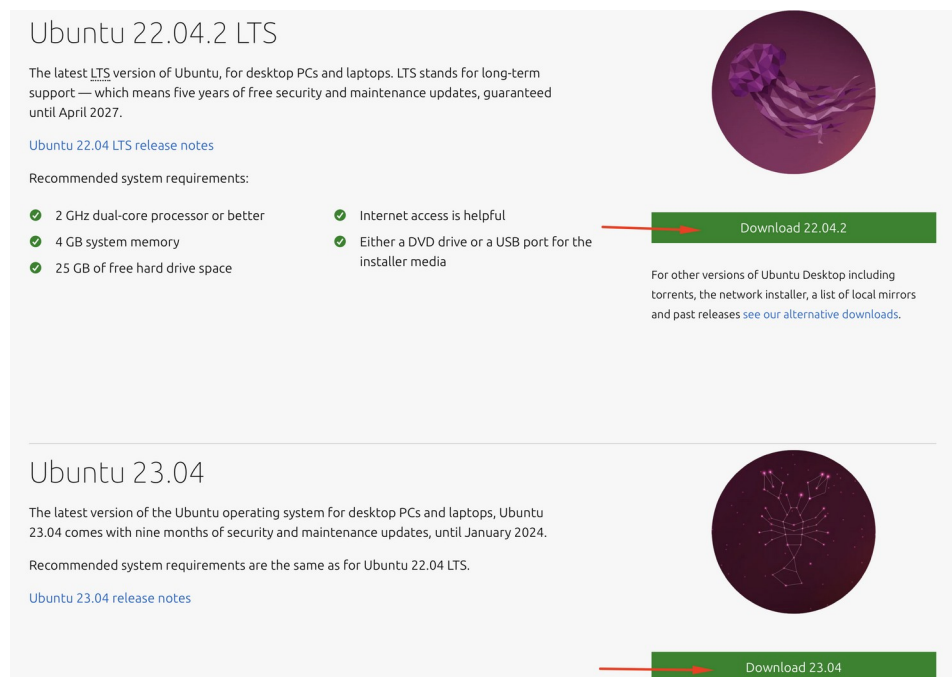 Ubuntu 22.04.2 LTS
The latest LTS version of Ubuntu, for desktop PCs and laptops. LTS stands for long-term
support — which means five years of free security and maintenance updates, guaranteed
until April 2027.
Ubuntu 22.04 LTS release notes
Recommended system requirements:
2 GHz dual-core processor or better
4 GB system memory
25 GB of free hard drive space
Internet access is helpful
Either a DVD drive or a USB port for the
installer media
Download 22.04.2
For other versions of Ubuntu Desktop including
torrents, the network installer, a list of local mirrors
and past releases see our alternative downloads.
Ubuntu 23.04
The latest version of the Ubuntu operating system for desktop PCs and laptops, Ubuntu
23.04 comes with nine months of security and maintenance updates, until January 2024.
Recommended system requirements are the same as for Ubuntu 22.04 LTS.
Ubuntu 23.04 release notes
Download 23.04